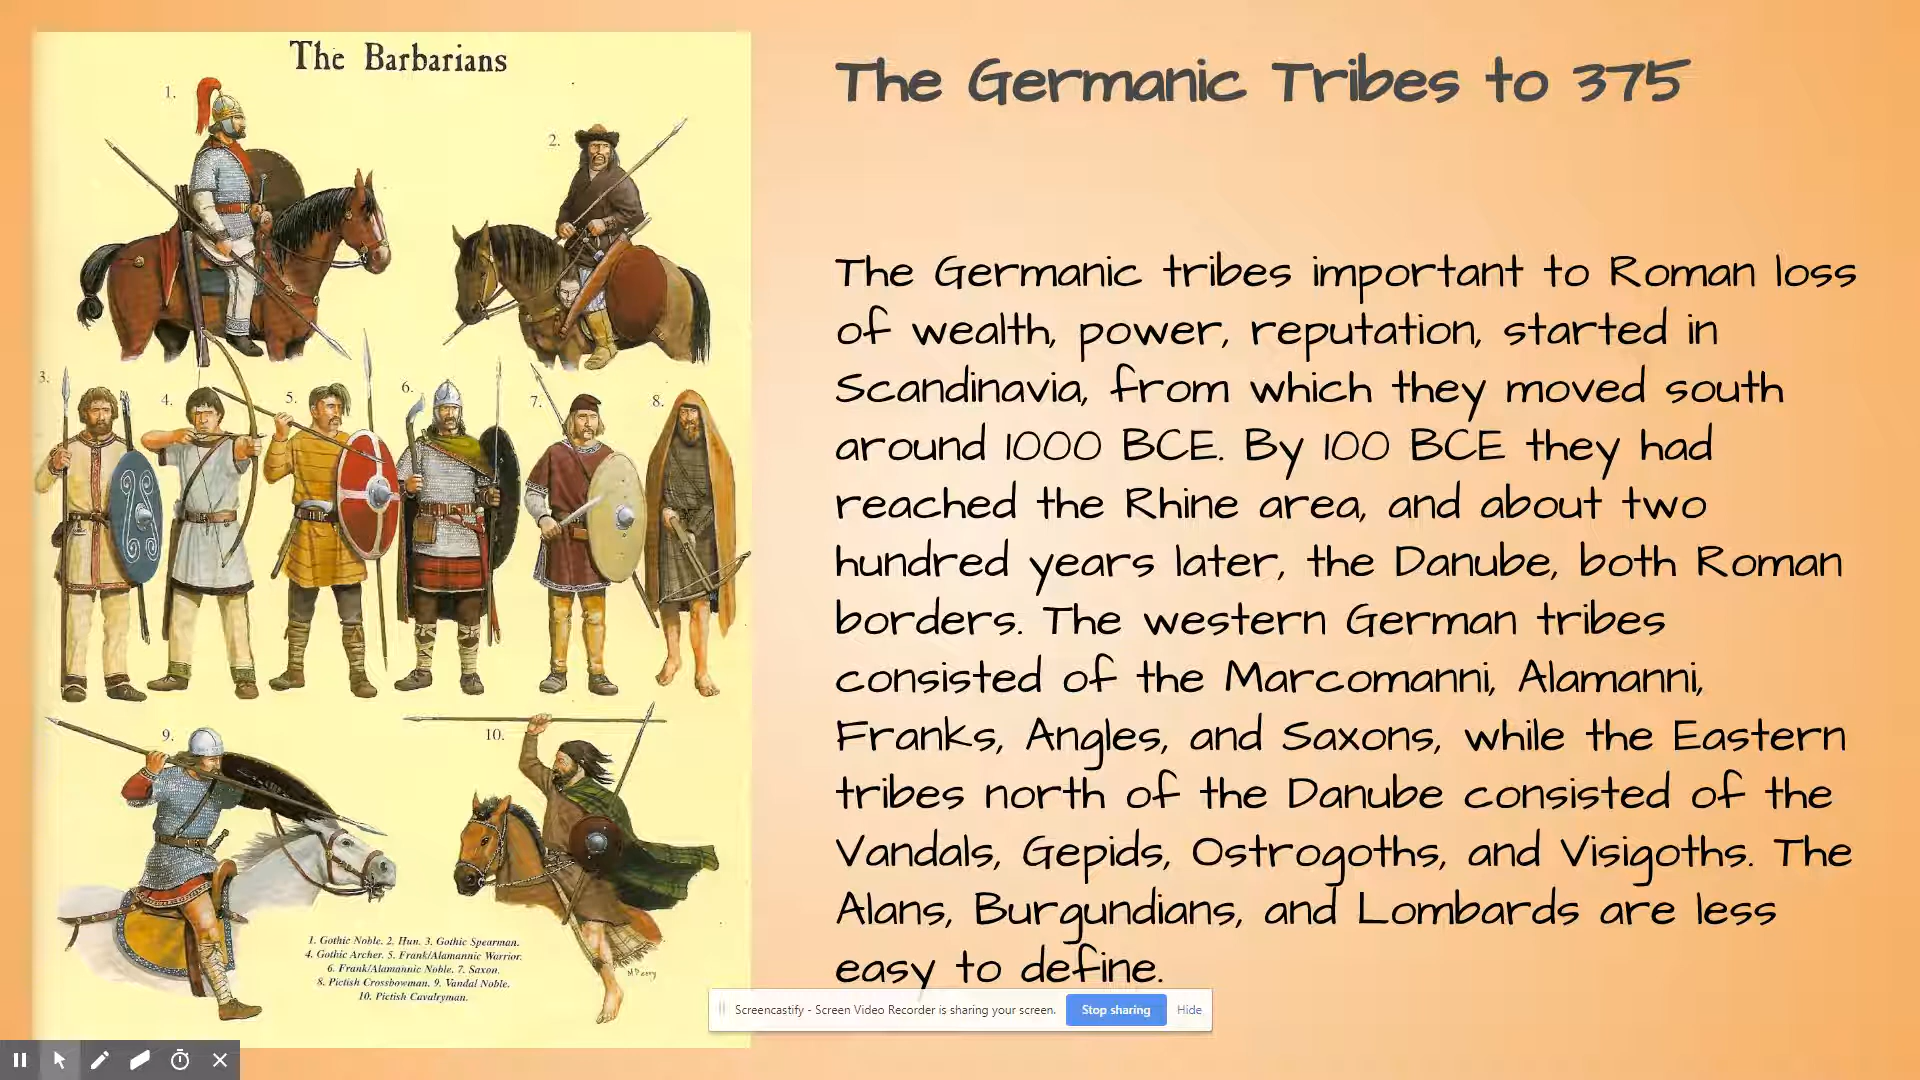 The Barbarians
1.
2.
3.
4.
5.
6.
7.
8.
9.
10.
1. Gothic Noble. 2. Hun. 3. Gothic Spearman.
4. Gothic Archer. 5. Frank/Alamannic Warrior.
6. Frank/Alamannic Noble. 7. Saxon.
8. Pictish Crossbowman. 9. Vandal Noble.
10. Pictish Cavalryman.
The Germanic Tribes to 375
The Germanic tribes important to Roman loss
of wealth, power, reputation, started in
Scandinavia, from which they moved south
around 1000 BCE. By 100 BCE they had
reached the Rhine area, and about two
hundred years later, the Danube, both Roman
borders. The western German tribes
consisted of the Marcomanni, Alamanni,
Franks, Angles, and Saxons, while the Eastern
tribes north of the Danube consisted of the
Vandals, Gepids, Ostrogoths, and Visigoths. The
Alans, Burgundians, and Lombards are less
easy to define.
Screencastify - Screen Video Recorder is sharing your screen. Stop sharing Hide